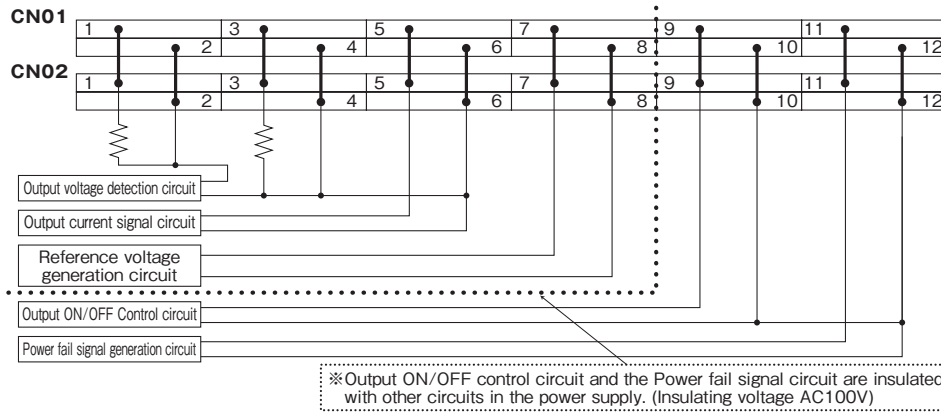 CN01
1 3 5 7 9 11
2 4 6 8 10 12
CN02
1 3 5 7 9 11
2 4 6 8 10 12
Output voltage detection circuit
Output current signal circuit
Reference voltage
generation circuit
Output ON/OFF Control circuit
Power fail signal generation circuit
※Output ON/OFF control circuit and the Power fail signal circuit are insulated
with other circuits in the power supply. (Insulating voltage AC100V)